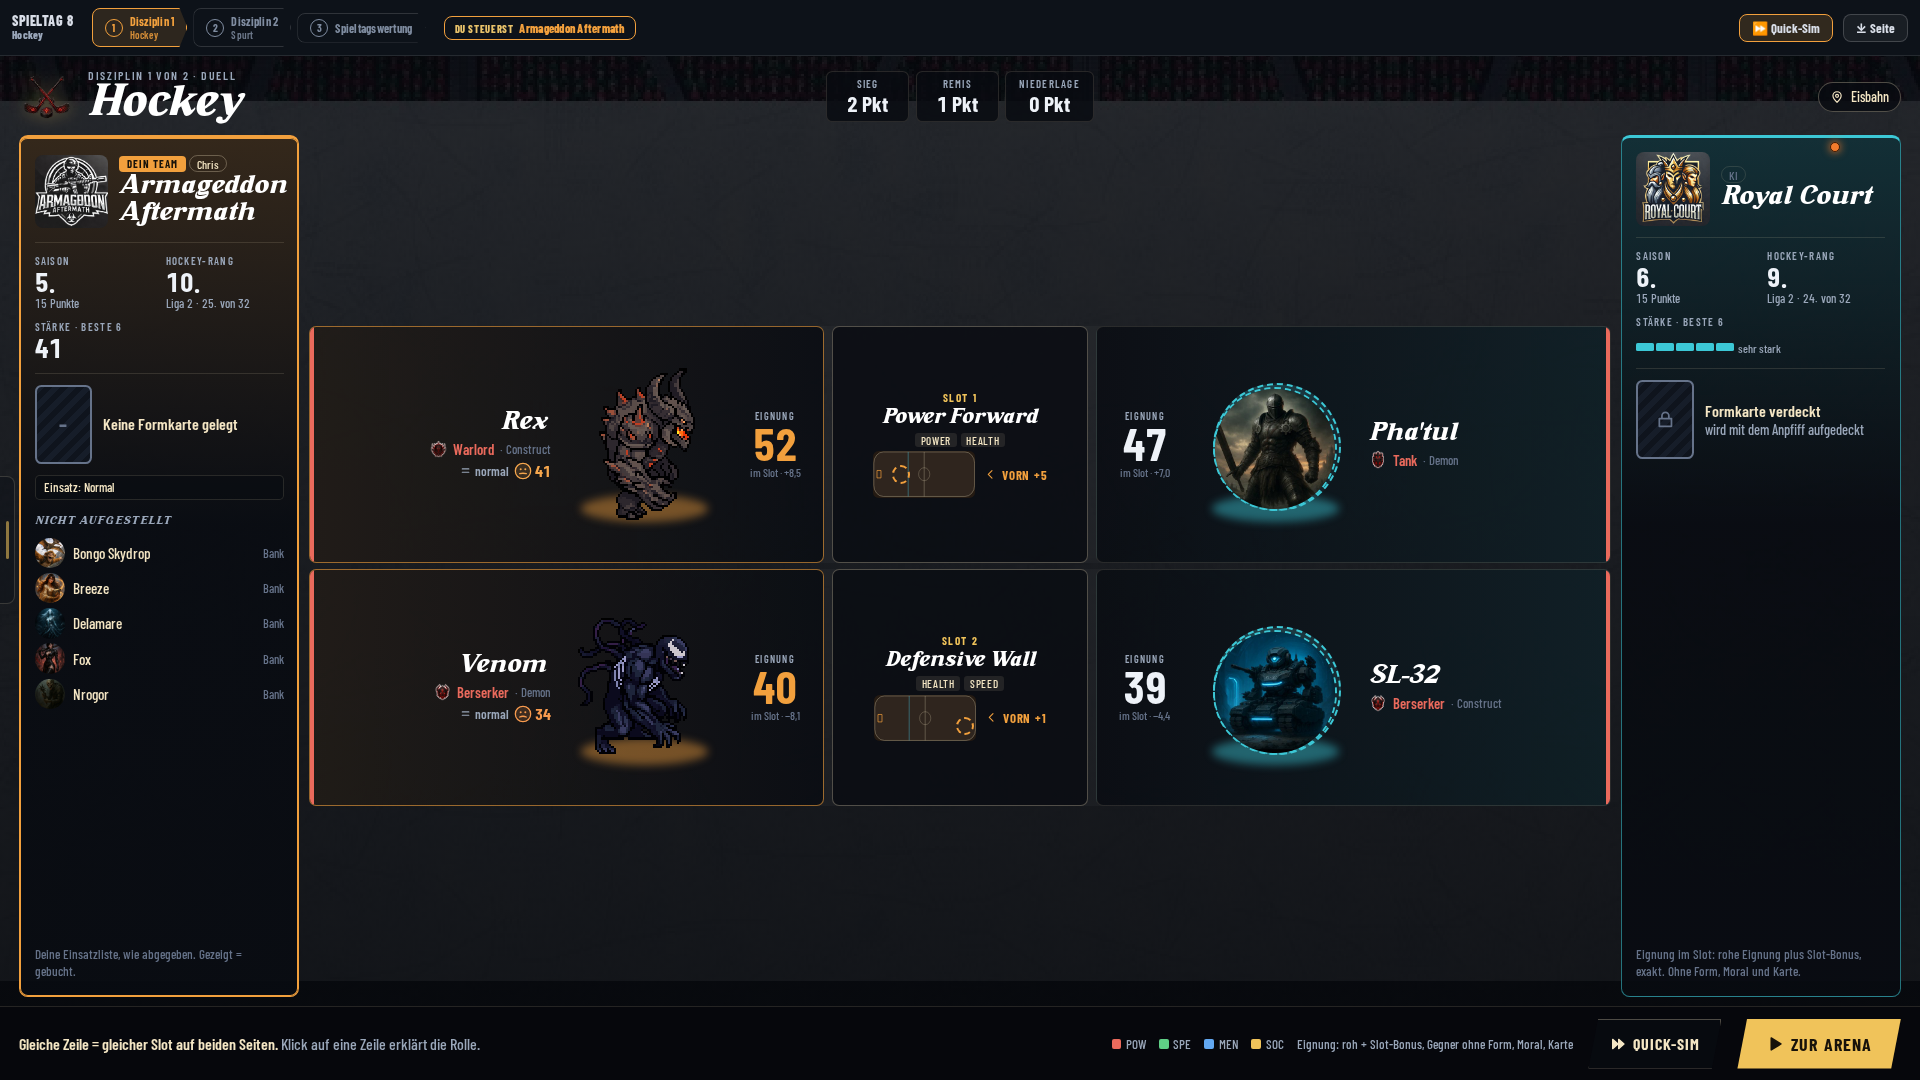 SPIELTAG 8
Hockey
1
Disziplin 1
Hockey
2
Disziplin 2
Spurt
3
Spieltagswertung
DU STEUERST Armageddon Aftermath
Quick-Sim
Seite
DISZIPLIN 1 VON 2 · DUELL
Hockey
SIEG
2 Pkt
REMIS
1 Pkt
NIEDERLAGE
0 Pkt
Eisbahn
ARMAGEDDON
AFTERMATH
DEIN TEAM
Chris
Armageddon
Aftermath
SAISON
5.
15 Punkte
HOCKEY-RANG
10.
Liga 2 · 25. von 32
STÄRKE · BESTE 6
41
–
Keine Formkarte gelegt
Einsatz: Normal
NICHT AUFGESTELLT
Bongo Skydrop
Bank
Breeze
Bank
Delamare
Bank
Fox
Bank
Nrogor
Bank
Deine Einsatzliste, wie abgegeben. Gezeigt =
gebucht.
Rex
Warlord · Construct
= normal 41
EIGNUNG
52
im Slot · +8,5
SLOT 1
Power Forward
POWER
HEALTH
VORN +5
EIGNUNG
47
im Slot · +7,0
Pha'tul
Tank · Demon
Venom
Berserker · Demon
= normal 34
EIGNUNG
40
im Slot · −8,1
SLOT 2
Defensive Wall
HEALTH
SPEED
VORN +1
EIGNUNG
39
im Slot · −4,4
SL-32
Berserker · Construct
ROYAL COURT
KI
Royal Court
SAISON
6.
15 Punkte
HOCKEY-RANG
9.
Liga 2 · 24. von 32
STÄRKE · BESTE 6
sehr stark
Formkarte verdeckt
wird mit dem Anpfiff aufgedeckt
Eignung im Slot: rohe Eignung plus Slot-Bonus,
exakt. Ohne Form, Moral und Karte.
Gleiche Zeile = gleicher Slot auf beiden Seiten. Klick auf eine Zeile erklärt die Rolle.
POW
SPE
MEN
SOC
Eignung: roh + Slot-Bonus, Gegner ohne Form, Moral, Karte
QUICK-SIM
ZUR ARENA